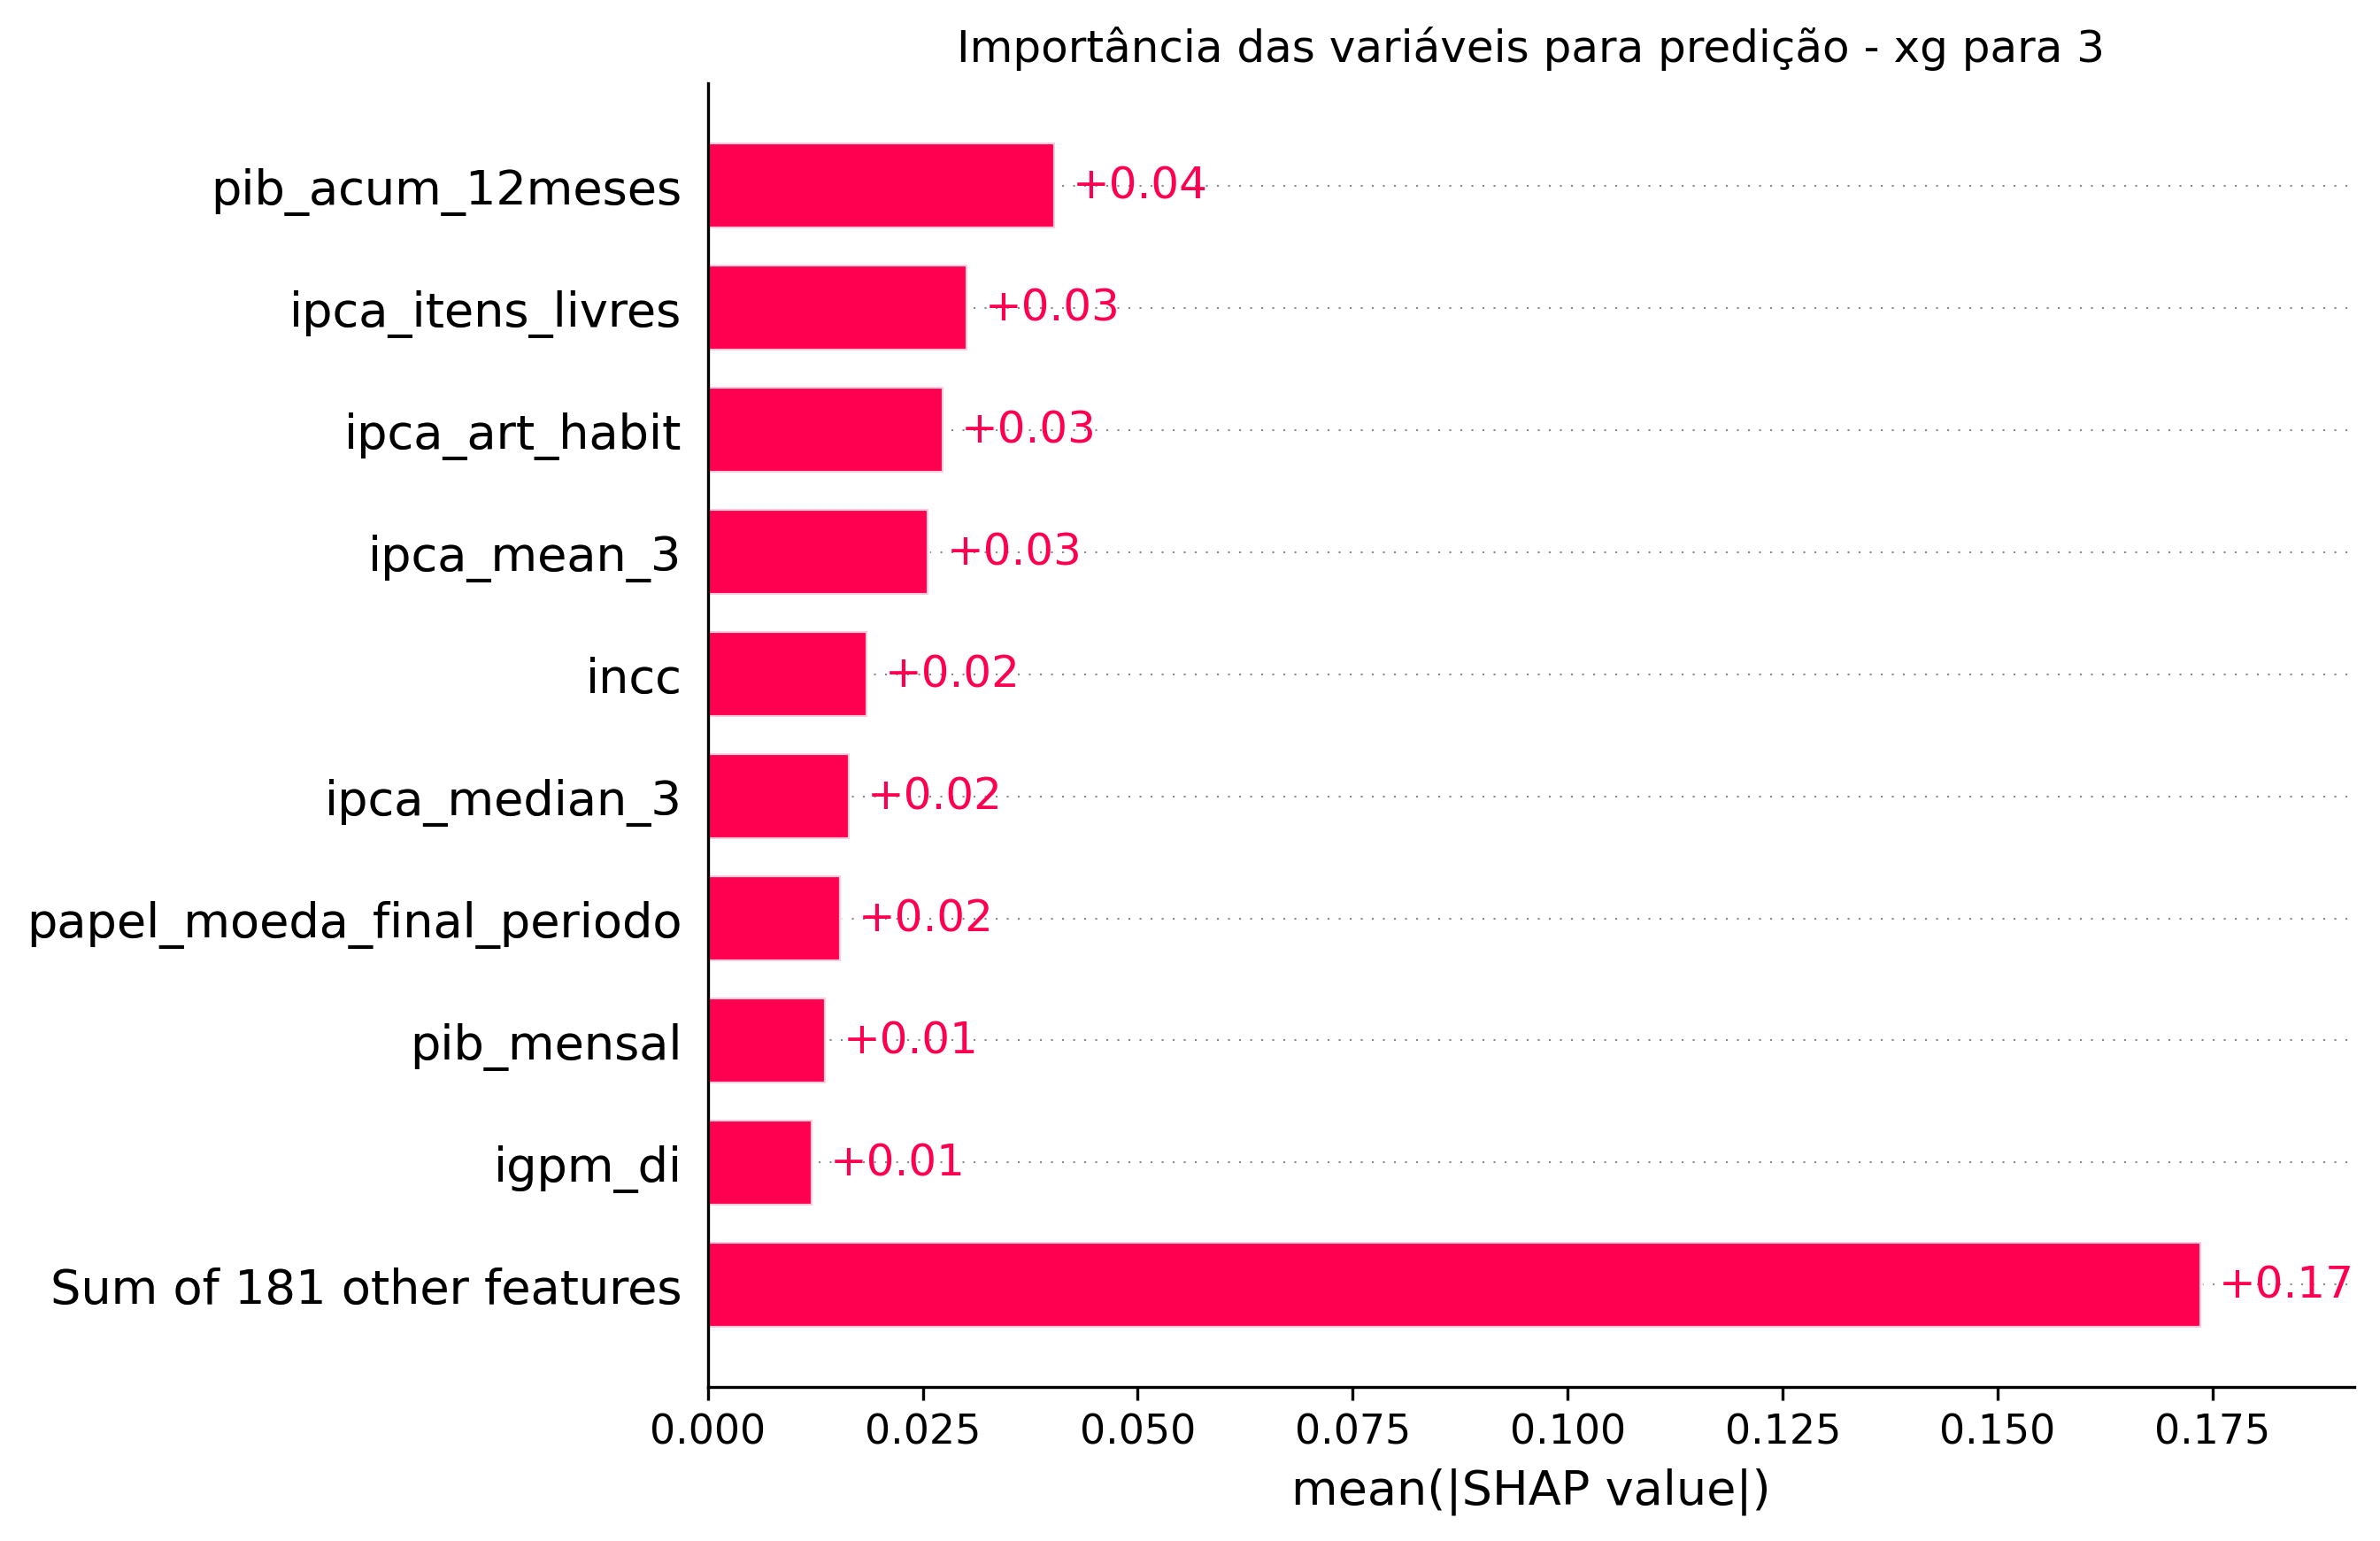 Importância das variáveis para predição - xg para 3
pib_acum_12meses +0.04
ipca_itens_livres +0.03
ipca_art_habit +0.03
ipca_mean_3 +0.03
incc +0.02
ipca_median_3 +0.02
papel_moeda_final_periodo +0.02
pib_mensal +0.01
igpm_di +0.01
Sum of 181 other features +0.17
0.000 0.025 0.050 0.075 0.100 0.125 0.150 0.175
mean(|SHAP value|)